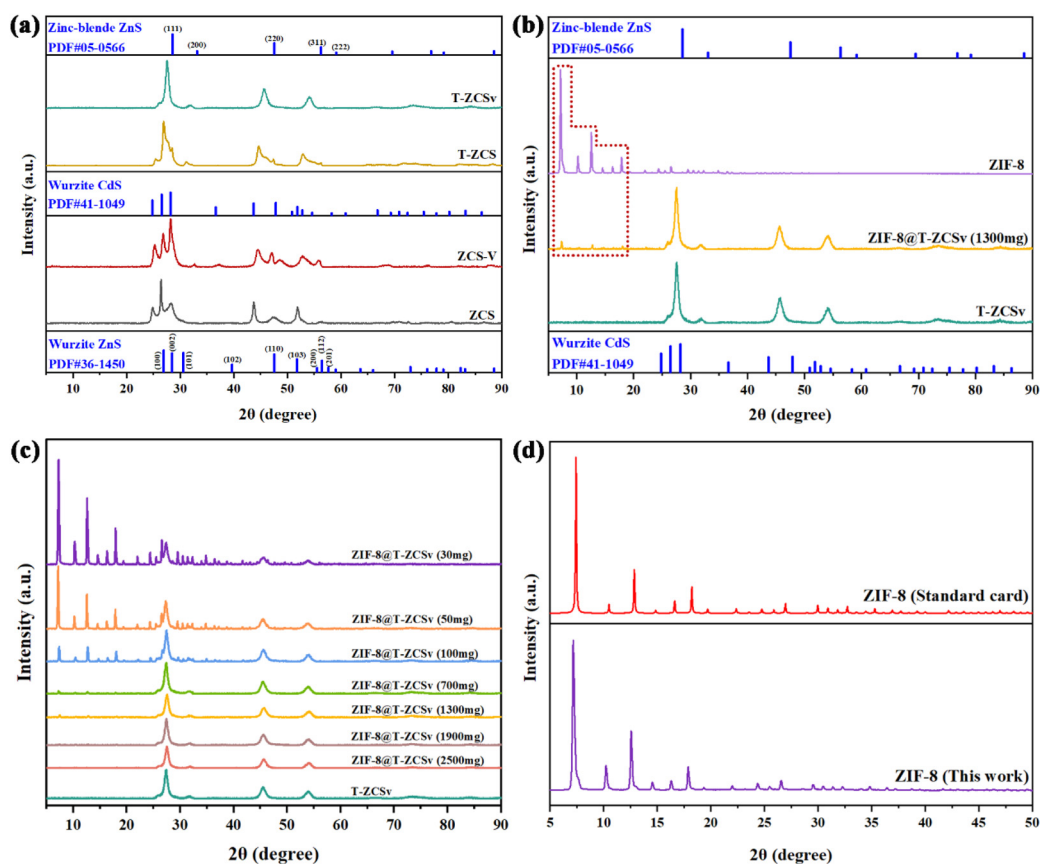 (a)
Zinc-blende ZnS
PDF#05-0566
(111)
(200)
(220)
(311)
(222)
T-ZCSv
T-ZCS
Wurzite CdS
PDF#41-1049
ZCS-V
ZCS
Wurzite ZnS
PDF#36-1450
(100)
(002)
(101)
(102)
(110)
(103)
(200)
(112)
(201)
Intensity (a.u.)
10 20 30 40 50 60 70 80 90
2θ (degree)
(b)
Zinc-blende ZnS
PDF#05-0566
ZIF-8
ZIF-8@T-ZCSv (1300mg)
T-ZCSv
Wurzite CdS
PDF#41-1049
Intensity (a.u.)
5 10 20 30 40 50 60 70 80 90
2θ (degree)
(c)
ZIF-8@T-ZCSv (30mg)
ZIF-8@T-ZCSv (50mg)
ZIF-8@T-ZCSv (100mg)
ZIF-8@T-ZCSv (700mg)
ZIF-8@T-ZCSv (1300mg)
ZIF-8@T-ZCSv (1900mg)
ZIF-8@T-ZCSv (2500mg)
T-ZCSv
Intensity (a.u.)
5 10 20 30 40 50 60 70 80 90
2θ (degree)
(d)
ZIF-8 (Standard card)
ZIF-8 (This work)
Intensity (a.u.)
5 10 15 20 25 30 35 40 45 50
2θ (degree)